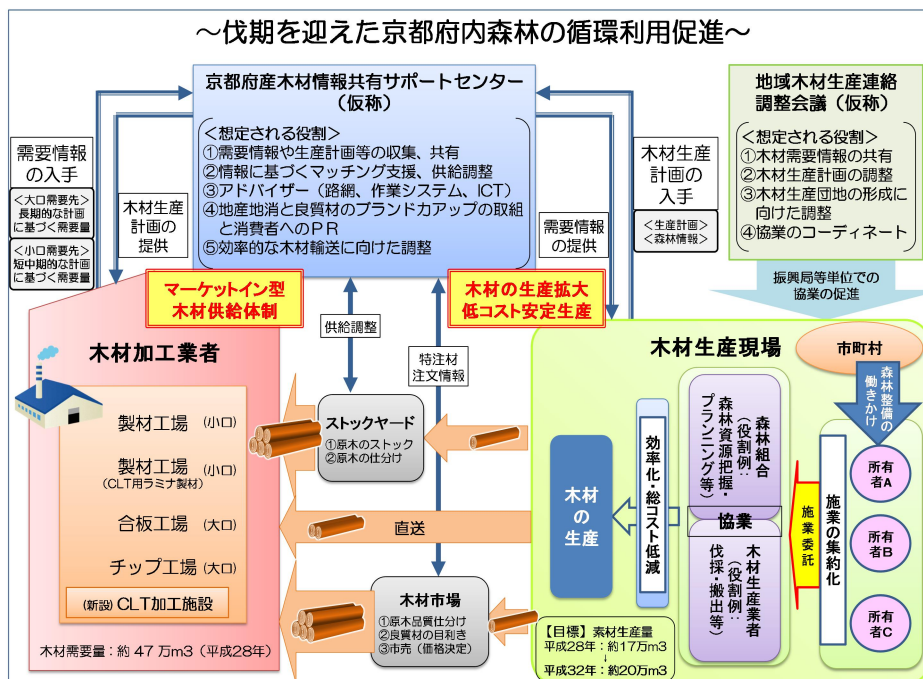 ~伐期を迎えた京都府内森林の循環利用促進~
京都府産木材情報共有サポートセンター
(仮称)
<想定される役割>
①需要情報や生産計画等の収集、共有
②情報に基づくマッチング支援、供給調整
③アドバイザー(路網、作業システム、ICT)
④地産地消と良質材のブランド力アップの取組
と消費者へのPR
⑤効率的な木材輸送に向けた調整
地域木材生産連絡
調整会議(仮称)
<想定される役割>
①木材需要情報の共有
②木材生産計画の調整
③木材生産団地の形成に
向けた調整
④協業のコーディネート
需要情報
の入手
<大口需要先>
長期的な計画
に基づく需要量
<小口需要先>
短中期的な計画
に基づく需要量
木材生産
計画の
提供
需要情報
の提供
木材生産
計画の
入手
<生産計画>
<森林情報>
振興局等単位での
協業の促進
マーケットイン型
木材供給体制
木材の生産拡大
低コスト安定生産
供給調整
特注材
注文情報
木材加工業者
製材工場 (小口)
製材工場 (小口)
(CLT用ラミナ製材)
合板工場 (大口)
チップ工場 (大口)
(新設) CLT加工施設
木材需要量:約 47 万m3(平成28年)
ストックヤード
①原木のストック
②原木の仕分け
直送
木材市場
①原木品質仕分け
②良質材の目利き
③市売(価格決定)
木材生産現場
市町村
森林整備の
働きかけ
所有
者A
所有
者B
所有
者C
施業の集約化
施業委託
森林組合
(役割例:
森林資源把握・
プランニング等)
協業
木材生産業者
(役割例:
伐採・搬出等)
効率化・総コスト低減
木材
の
生産
【目標】素材生産量
平成28年:約17万m3
↓
平成32年:約20万m3